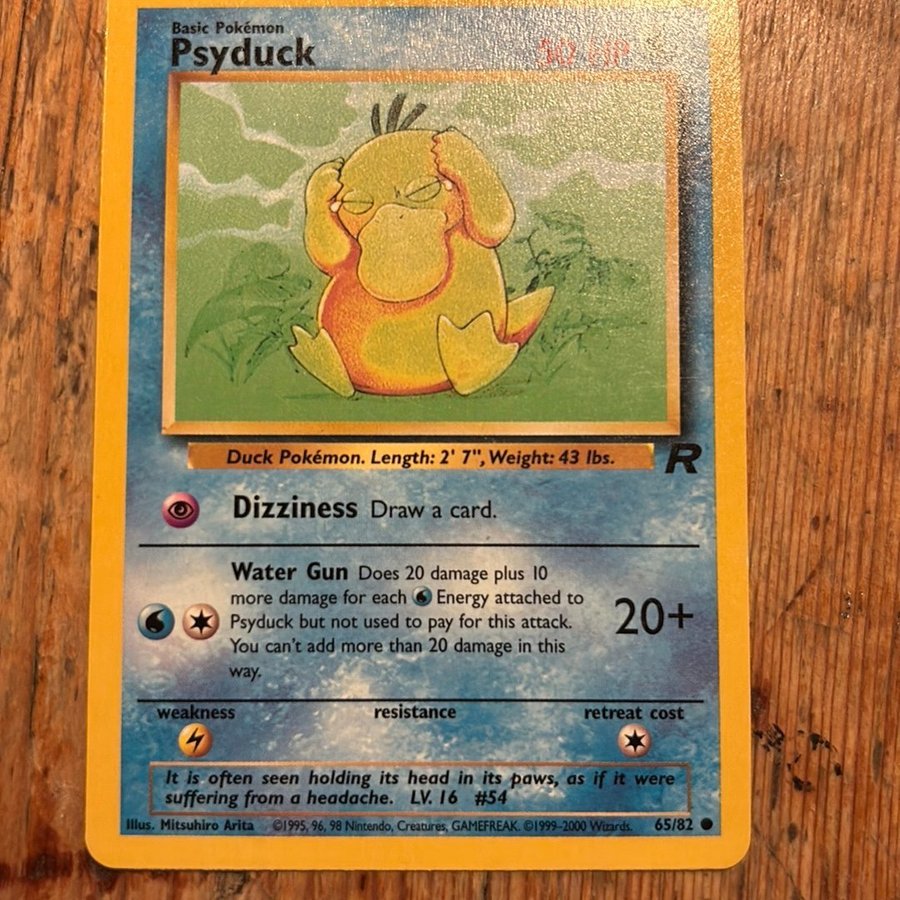 Basic Pokémon
Psyduck 50 HP
Duck Pokémon. Length: 2' 7", Weight: 43 lbs.
R
Dizziness Draw a card.
Water Gun Does 20 damage plus 10
more damage for each Energy attached to
Psyduck but not used to pay for this attack.
You can't add more than 20 damage in this
way.
20+
weakness resistance retreat cost
It is often seen holding its head in its paws, as if it were
suffering from a headache. LV. 16 #54
Illus. Mitsuhiro Arita ©1995, 96, 98 Nintendo, Creatures, GAMEFREAK. ©1999-2000 Wizards. 65/82